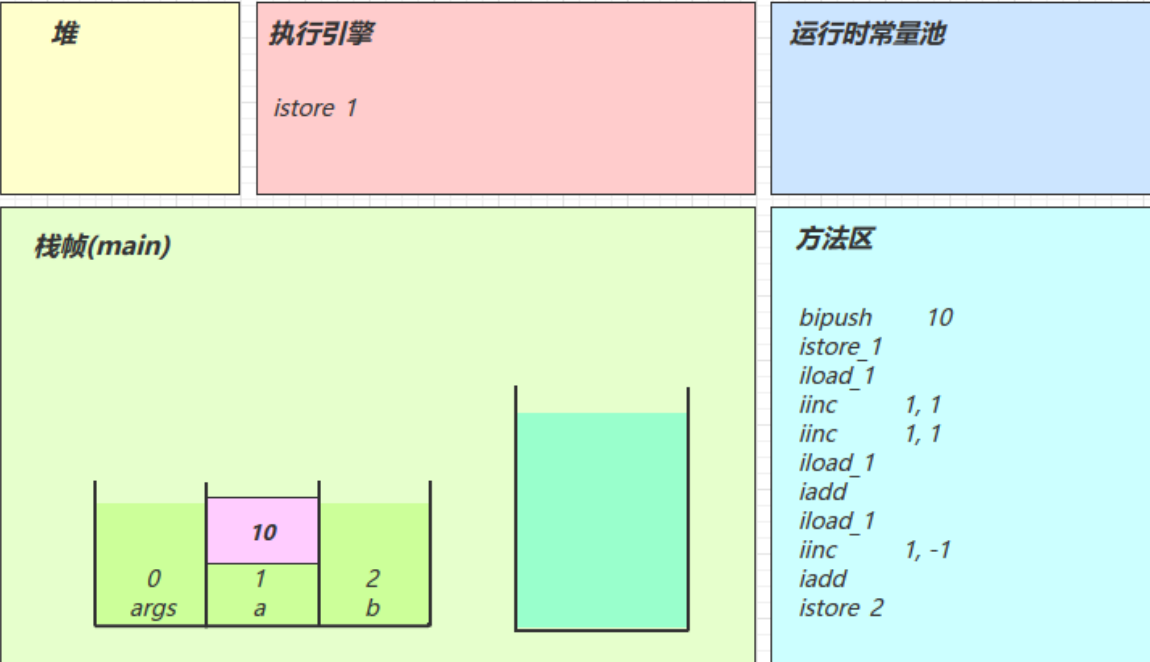 堆
执行引擎
istore 1
运行时常量池
栈帧(main)
10
0 1 2
args a b
方法区
bipush 10
istore_1
iload_1
iinc 1, 1
iinc 1, 1
iload_1
iadd
iload_1
iinc 1, -1
iadd
istore 2